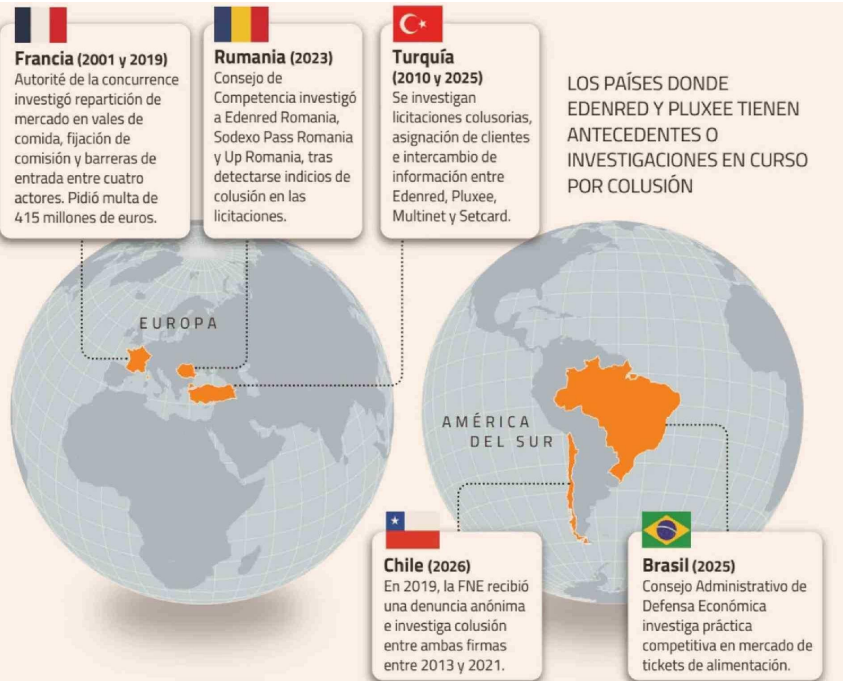 Francia (2001 y 2019)
Autorité de la concurrence
investigó repartición de
mercado en vales de
comida, fijación de
comisión y barreras de
entrada entre cuatro
actores. Pidió multa de
415 millones de euros.
Rumania (2023)
Consejo de
Competencia investigó
a Edenred Romania,
Sodexo Pass Romania
y Up Romania, tras
detectarse indicios de
colusión en las
licitaciones.
Turquía
(2010 y 2025)
Se investigan
licitaciones colusorias,
asignación de clientes
e intercambio de
información entre
Edenred, Pluxee,
Multinet y Setcard.
LOS PAÍSES DONDE
EDENRED Y PLUXEE TIENEN
ANTECEDENTES O
INVESTIGACIONES EN CURSO
POR COLUSIÓN
EUROPA
AMÉRICA
DEL SUR
Chile (2026)
En 2019, la FNE recibió
una denuncia anónima
e investiga colusión
entre ambas firmas
entre 2013 y 2021.
Brasil (2025)
Consejo Administrativo de
Defensa Económica
investiga práctica
competitiva en mercado de
tickets de alimentación.